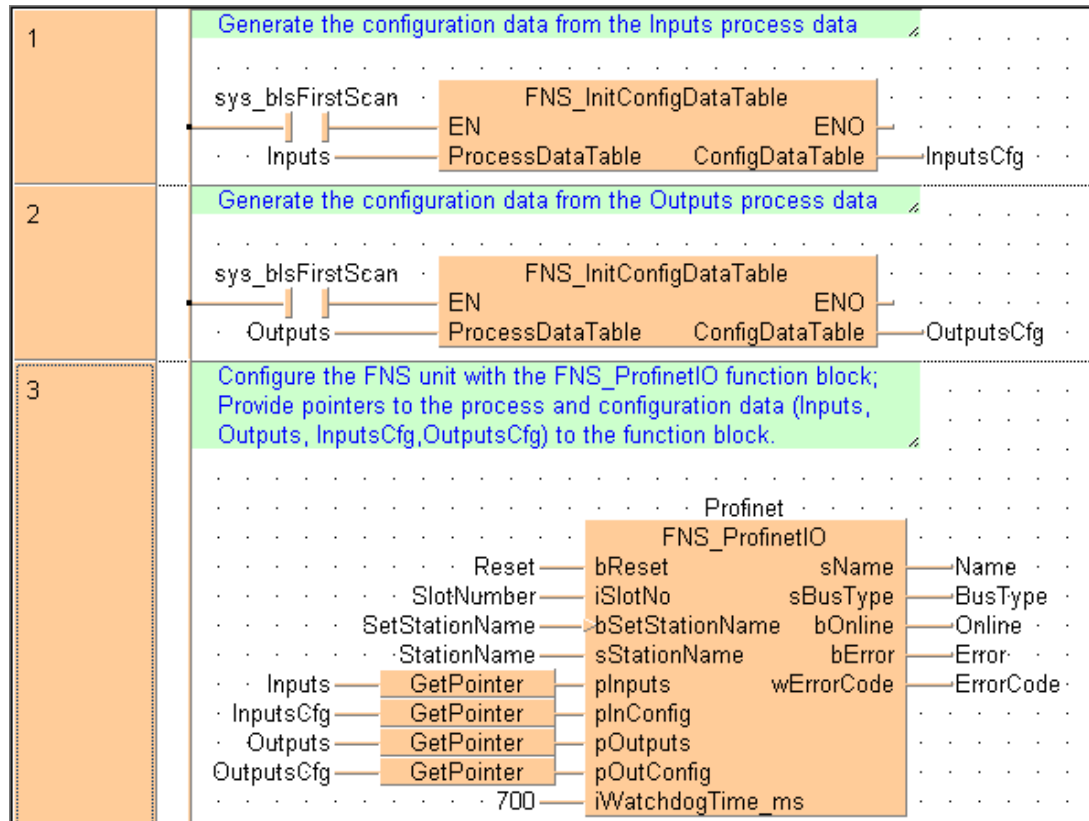 1
Generate the configuration data from the Inputs process data
sys_bIsFirstScan
FNS_InitConfigDataTable
EN ENO
Inputs ProcessDataTable ConfigDataTable InputsCfg
2
Generate the configuration data from the Outputs process data
sys_bIsFirstScan
FNS_InitConfigDataTable
EN ENO
Outputs ProcessDataTable ConfigDataTable OutputsCfg
3
Configure the FNS unit with the FNS_ProfinetIO function block;
Provide pointers to the process and configuration data (Inputs,
Outputs, InputsCfg,OutputsCfg) to the function block.
Profinet
FNS_ProfinetIO
Reset bReset sName Name
SlotNumber iSlotNo sBusType BusType
SetStationName bSetStationName bOnline Online
StationName sStationName bError Error
Inputs GetPointer pInputs wErrorCode ErrorCode
InputsCfg GetPointer pInConfig
Outputs GetPointer pOutputs
OutputsCfg GetPointer pOutConfig
700 iWatchdogTime_ms